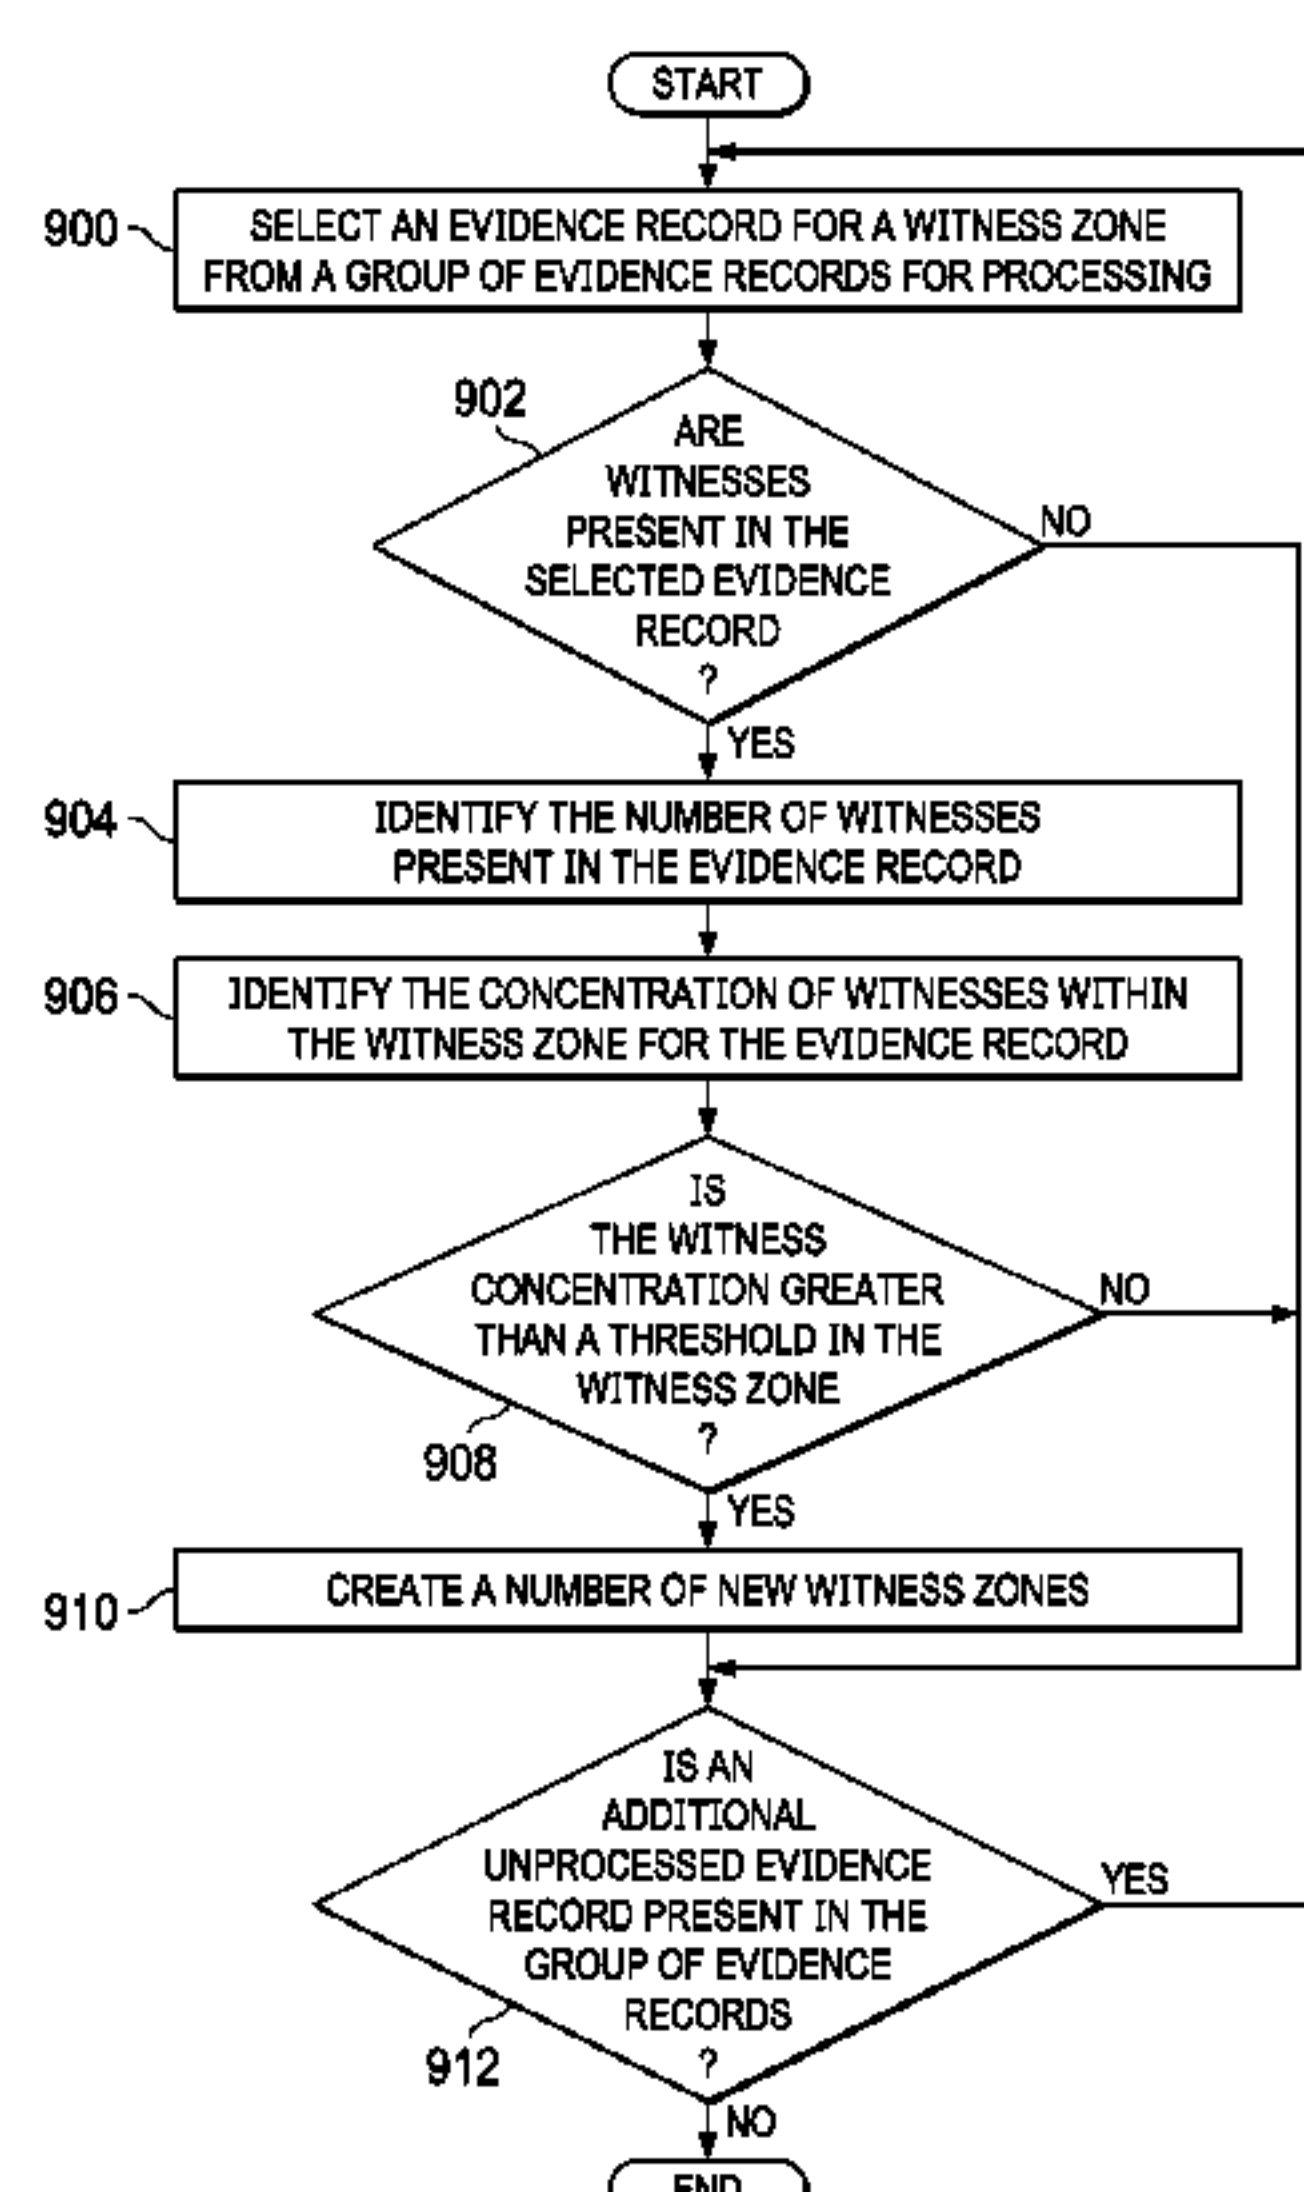 START
900
SELECT AN EVIDENCE RECORD FOR A WITNESS ZONE
FROM A GROUP OF EVIDENCE RECORDS FOR PROCESSING
902
ARE
WITNESSES
PRESENT IN THE
SELECTED EVIDENCE
RECORD
?
NO
YES
904
IDENTIFY THE NUMBER OF WITNESSES
PRESENT IN THE EVIDENCE RECORD
906
IDENTIFY THE CONCENTRATION OF WITNESSES WITHIN
THE WITNESS ZONE FOR THE EVIDENCE RECORD
IS
THE WITNESS
CONCENTRATION GREATER
THAN A THRESHOLD IN THE
WITNESS ZONE
?
NO
908
YES
910
CREATE A NUMBER OF NEW WITNESS ZONES
IS AN
ADDITIONAL
UNPROCESSED EVIDENCE
RECORD PRESENT IN THE
GROUP OF EVIDENCE
RECORDS
?
YES
912
NO
END